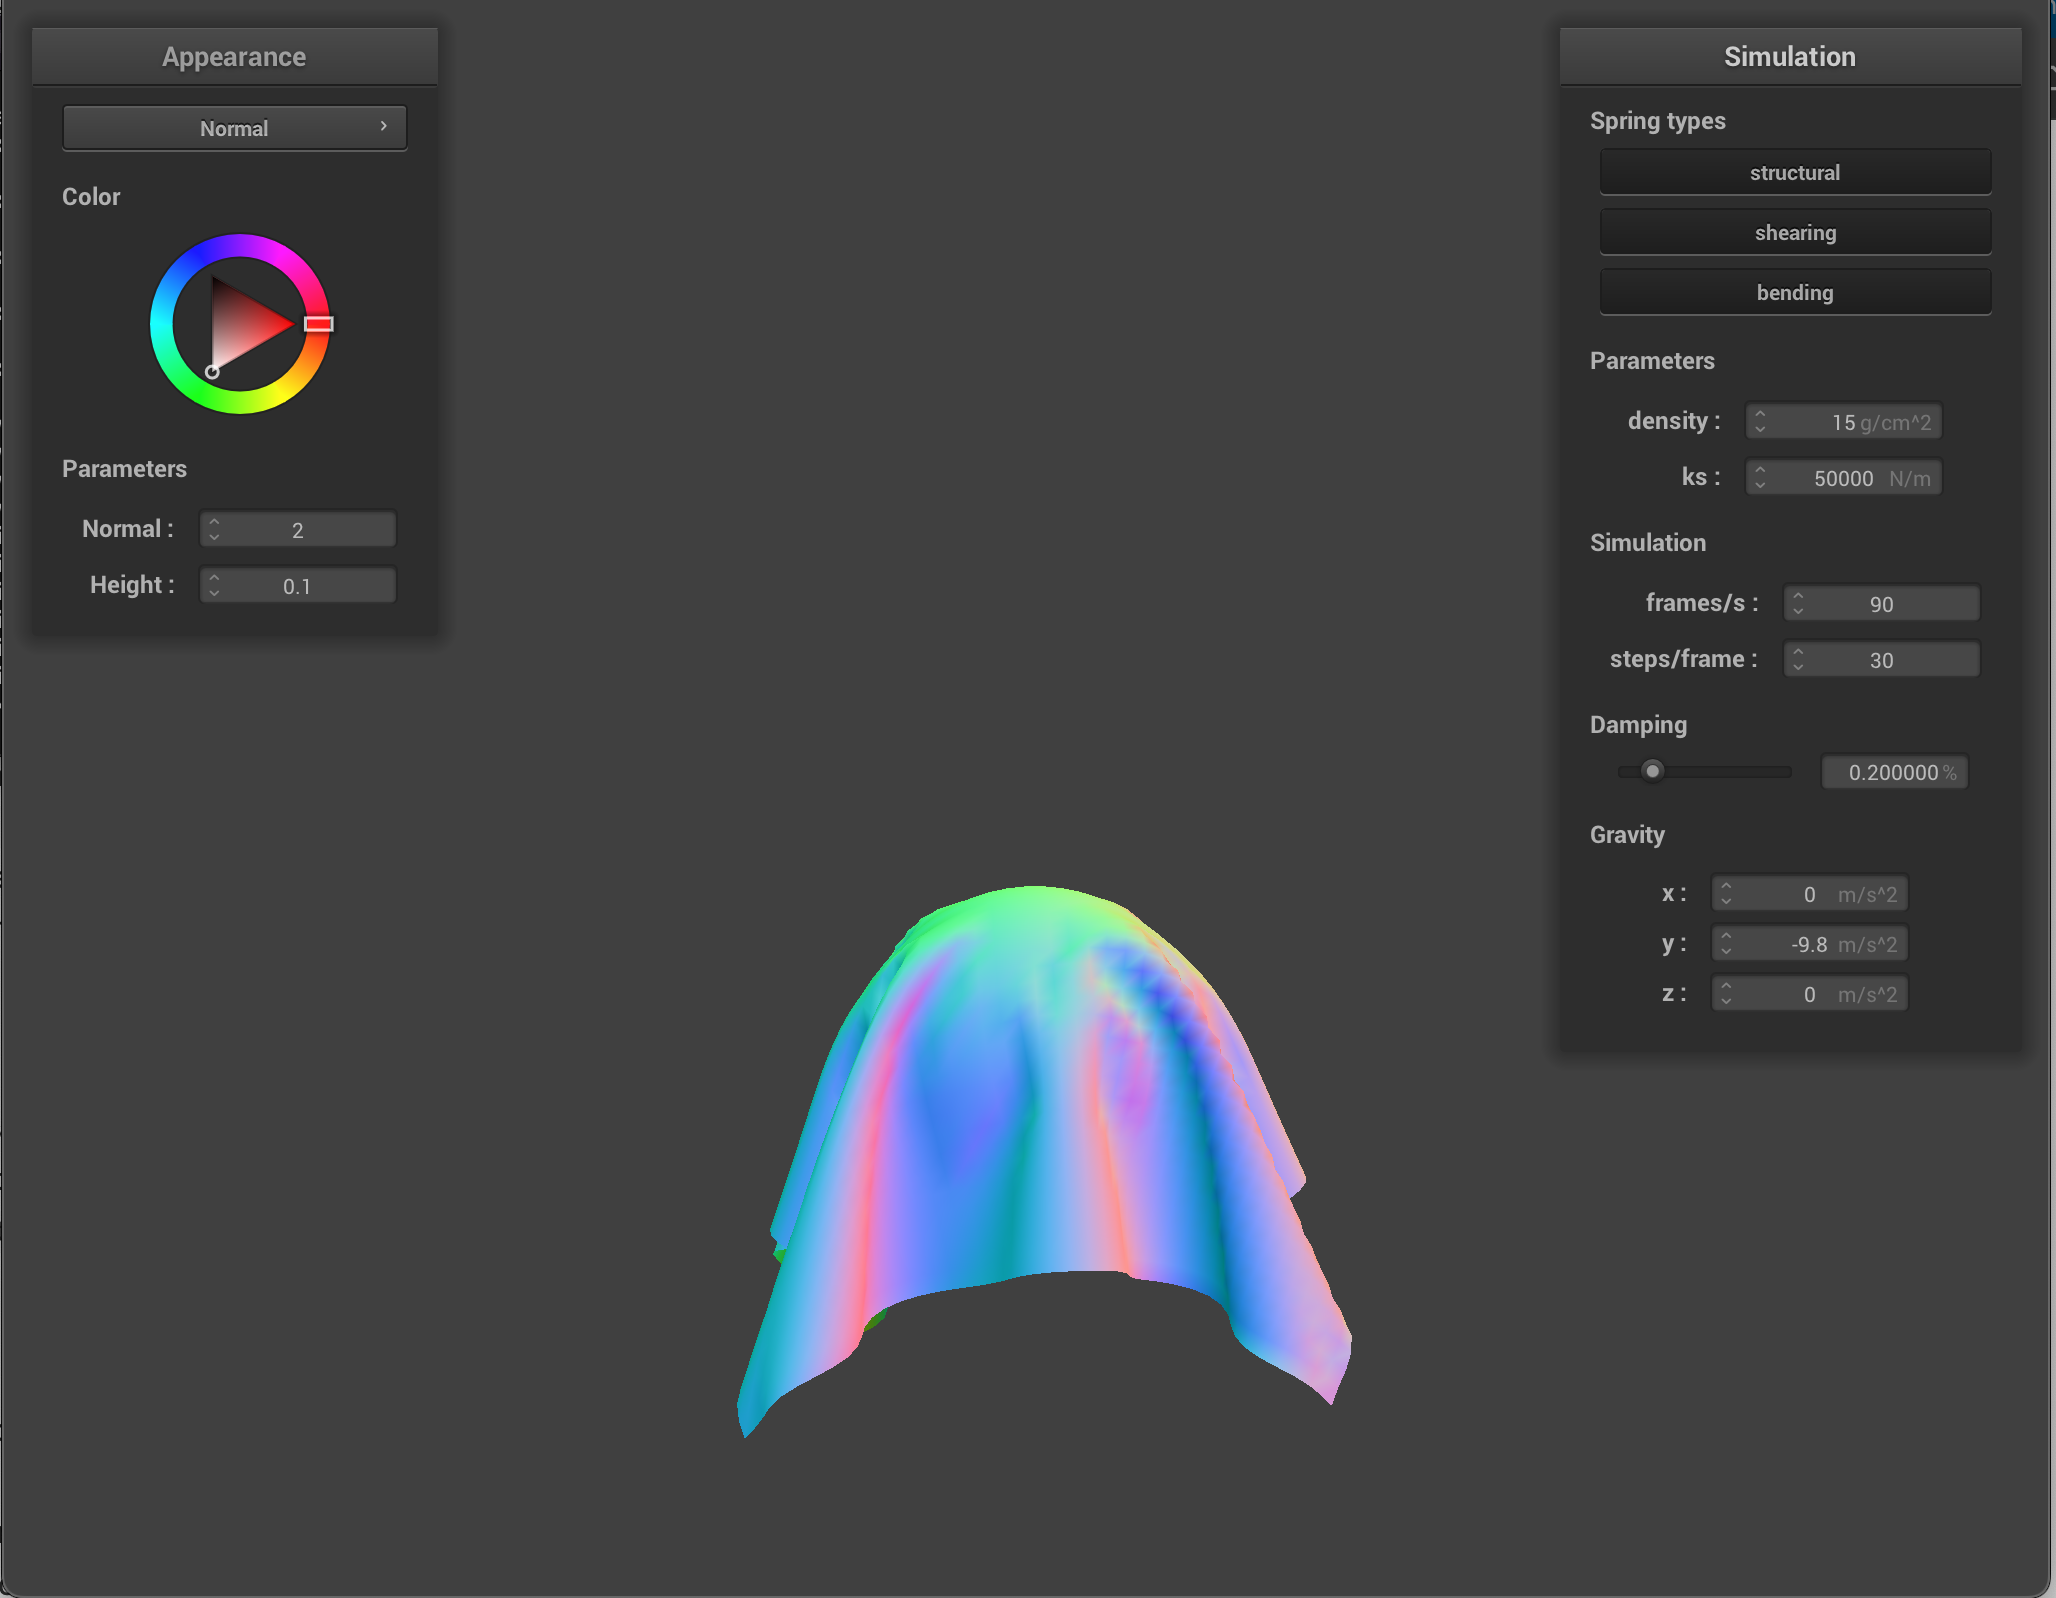 Appearance
Normal
Color
Parameters
Normal : 2
Height : 0.1
Simulation
Spring types
structural
shearing
bending
Parameters
density : 15 g/cm^2
ks : 50000 N/m
Simulation
frames/s : 90
steps/frame : 30
Damping
0.200000 %
Gravity
x : 0 m/s^2
y : -9.8 m/s^2
z : 0 m/s^2